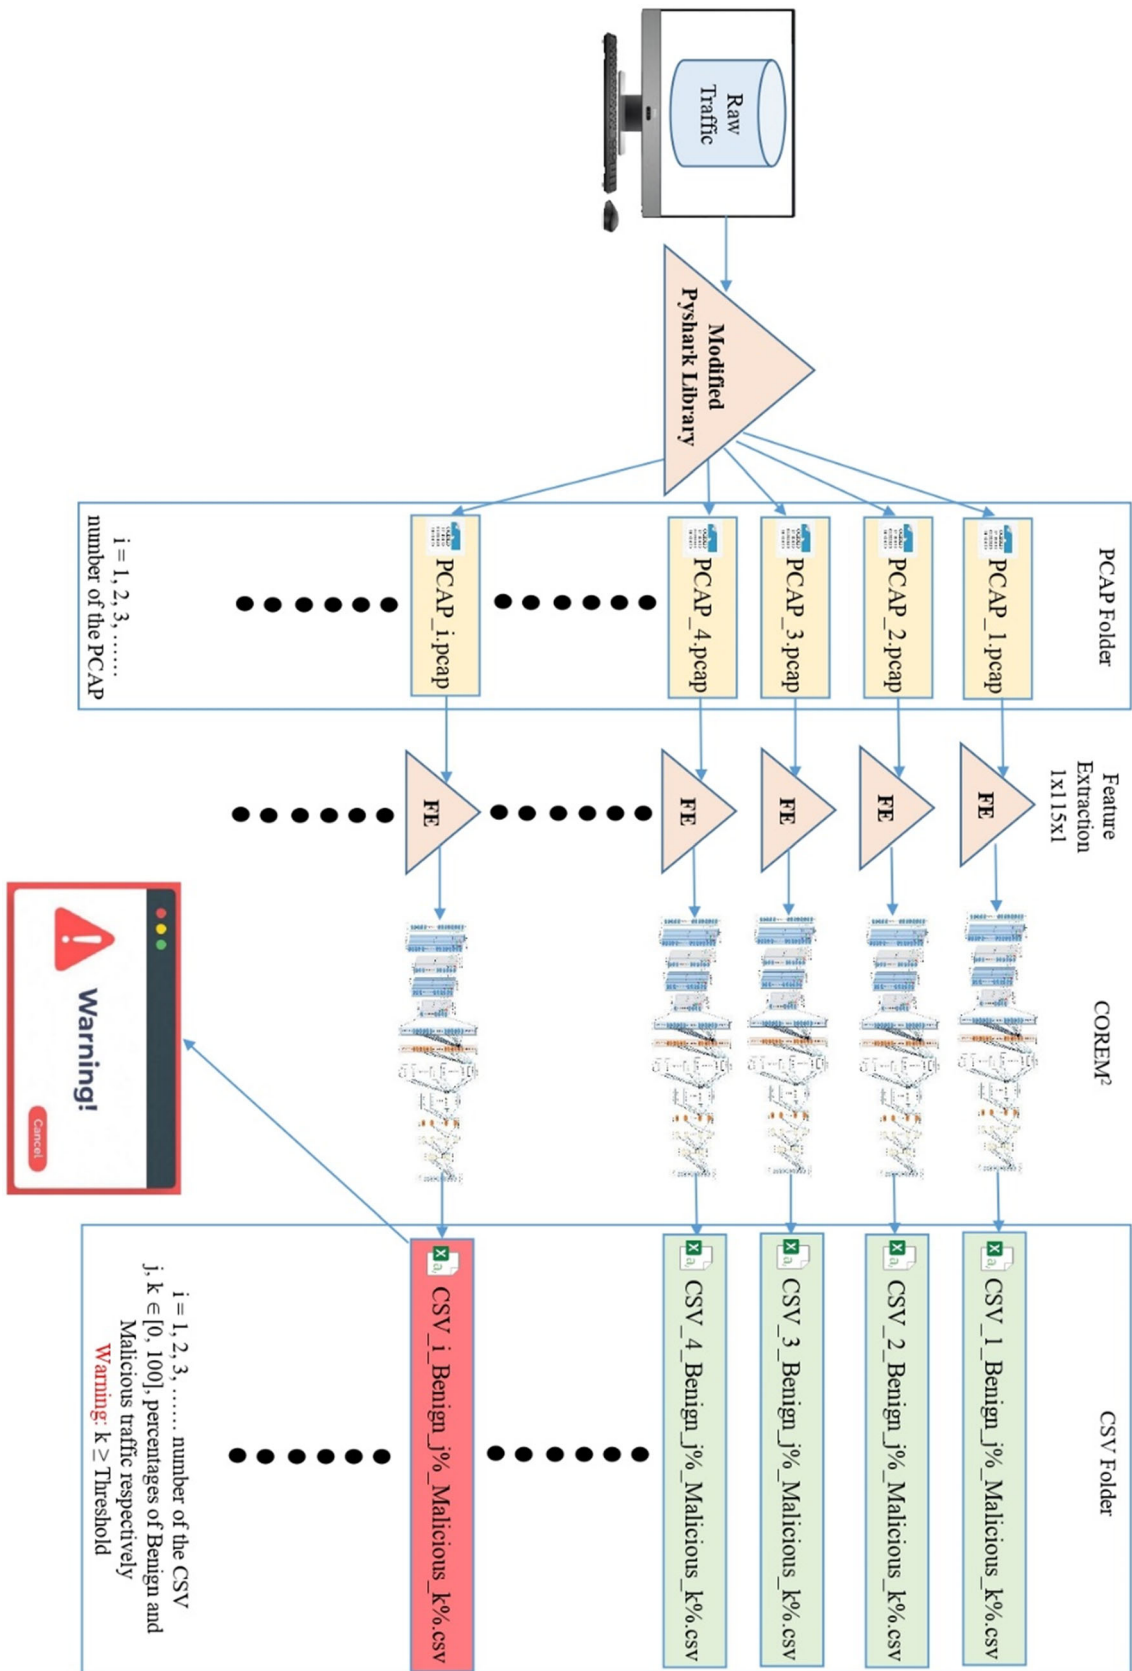 Raw
Traffic
Modified
Pyshark Library
PCAP Folder
PCAP_1.pcap
PCAP_2.pcap
PCAP_3.pcap
PCAP_4.pcap
PCAP_i.pcap
i = 1, 2, 3, ……
number of the PCAP
Feature
Extraction
1x115x1
FE
FE
FE
FE
FE
COREM²
Warning!
Cancel
CSV Folder
CSV_1_Benign_j%_Malicious_k%.csv
CSV_2_Benign_j%_Malicious_k%.csv
CSV_3_Benign_j%_Malicious_k%.csv
CSV_4_Benign_j%_Malicious_k%.csv
CSV_i_Benign_j%_Malicious_k%.csv
i = 1, 2, 3, …… number of the CSV
j, k ∈ [0, 100], percentages of Benign and
Malicious traffic respectively
Warning: k ≥ Threshold